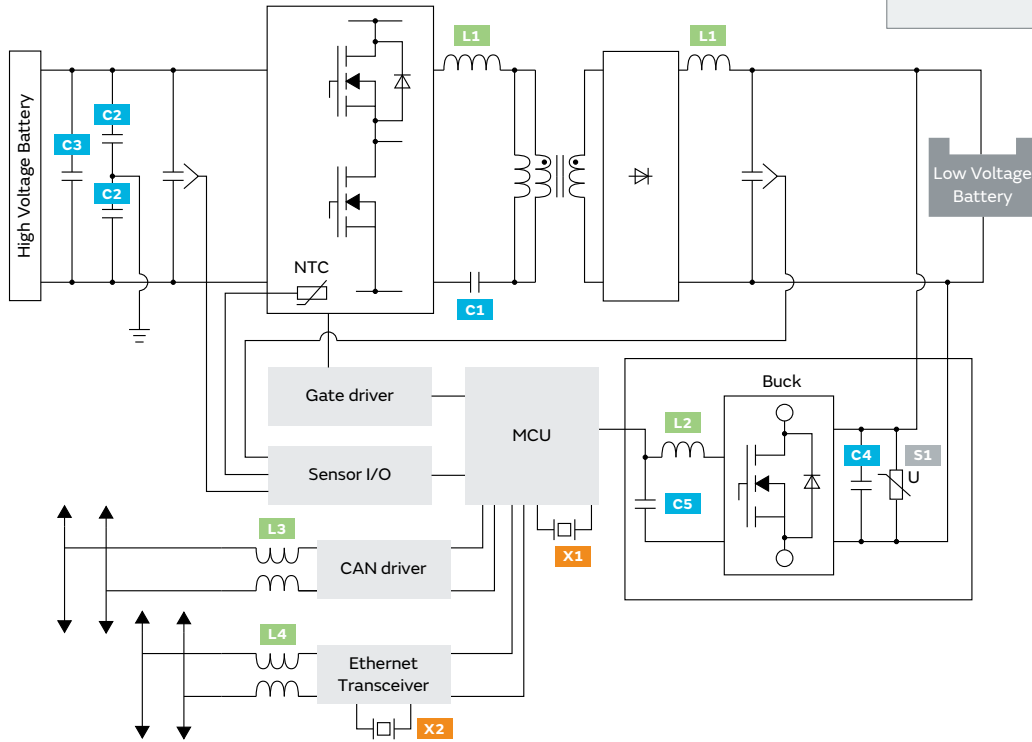 High Voltage Battery
C3
C2
C2
L1
L1
NTC
C1
Low Voltage
Battery
Gate driver
Sensor I/O
MCU
Buck
L2
C5
C4
S1
U
X1
L3
CAN driver
L4
Ethernet
Transceiver
X2